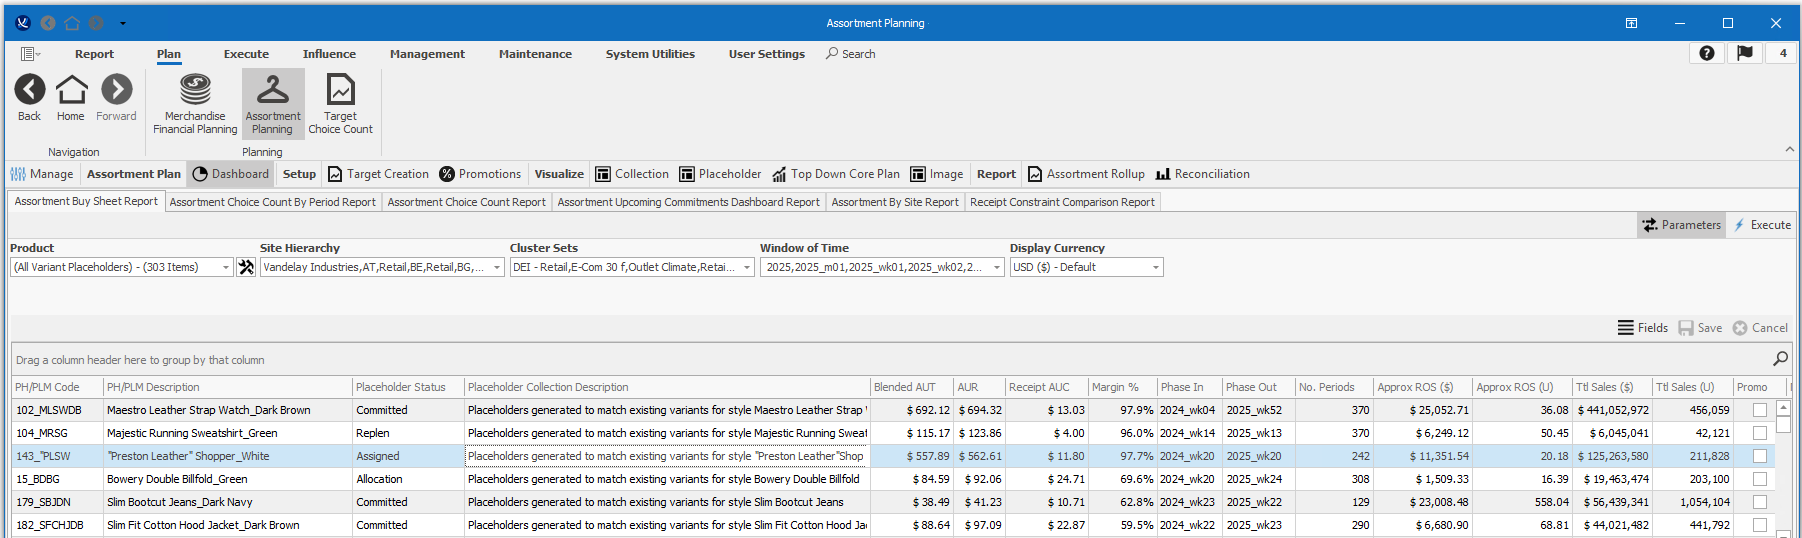 Assortment Planning
Report Plan Execute Influence Management Maintenance System Utilities User Settings Search 4
Back Home Forward Merchandise Financial Planning Assortment Planning Target Choice Count
Navigation Planning
Manage Assortment Plan Dashboard Setup Target Creation Promotions Visualize Collection Placeholder Top Down Core Plan Image Report Assortment Rollup Reconciliation
Assortment Buy Sheet Report Assortment Choice Count By Period Report Assortment Choice Count Report Assortment Upcoming Commitments Dashboard Report Assortment By Site Report Receipt Constraint Comparison Report
Parameters Execute
Product Site Hierarchy Cluster Sets Window of Time Display Currency
(All Variant Placeholders) - (303 Items) Vandelay Industries,AT,Retail,BE,Retail,BG,... DEI - Retail,E-Com 30 f,Outlet Climate,Retai... 2025,2025_m01,2025_wk01,2025_wk02,2... USD ($) - Default
Fields Save Cancel
Drag a column header here to group by that column
PH/PLM Code PH/PLM Description Placeholder Status Placeholder Collection Description Blended AUT AUR Receipt AUC Margin % Phase In Phase Out No. Periods Approx ROS ($) Approx ROS (U) Ttl Sales ($) Ttl Sales (U) Promo
102_MLSWDB Maestro Leather Strap Watch_Dark Brown Committed Placeholders generated to match existing variants for style Maestro Leather Strap $ 692.12 $ 694.32 $ 13.03 97.9% 2024_wk04 2025_wk52 370 $ 25,052.71 36.08 $ 441,052,972 456,059
104_MRSG Majestic Running Sweatshirt_Green Replen Placeholders generated to match existing variants for style Majestic Running Sweat $ 115.17 $ 123.86 $ 4.00 96.0% 2024_wk14 2025_wk13 370 $ 6,249.12 50.45 $ 6,045,041 42,121
143_"PLSW "Preston Leather" Shopper_White Assigned Placeholders generated to match existing variants for style "Preston Leather"Shop $ 557.89 $ 562.61 $ 11.80 97.7% 2024_wk20 2025_wk20 242 $ 11,351.54 20.18 $ 125,263,580 211,828
15_BDBG Bowery Double Billfold_Green Allocation Placeholders generated to match existing variants for style Bowery Double Billfold $ 84.59 $ 92.06 $ 24.71 69.6% 2024_wk20 2025_wk24 308 $ 1,509.33 16.39 $ 19,463,474 203,100
179_SBJDN Slim Bootcut Jeans_Dark Navy Committed Placeholders generated to match existing variants for style Slim Bootcut Jeans $ 38.49 $ 41.23 $ 10.71 62.8% 2024_wk23 2025_wk22 129 $ 23,008.48 558.04 $ 56,439,341 1,054,104
182_SFCHJDB Slim Fit Cotton Hood Jacket_Dark Brown Committed Placeholders generated to match existing variants for style Slim Fit Cotton Hood Ja $ 88.64 $ 97.09 $ 22.87 59.5% 2024_wk22 2025_wk23 290 $ 6,680.90 68.81 $ 44,021,482 441,792